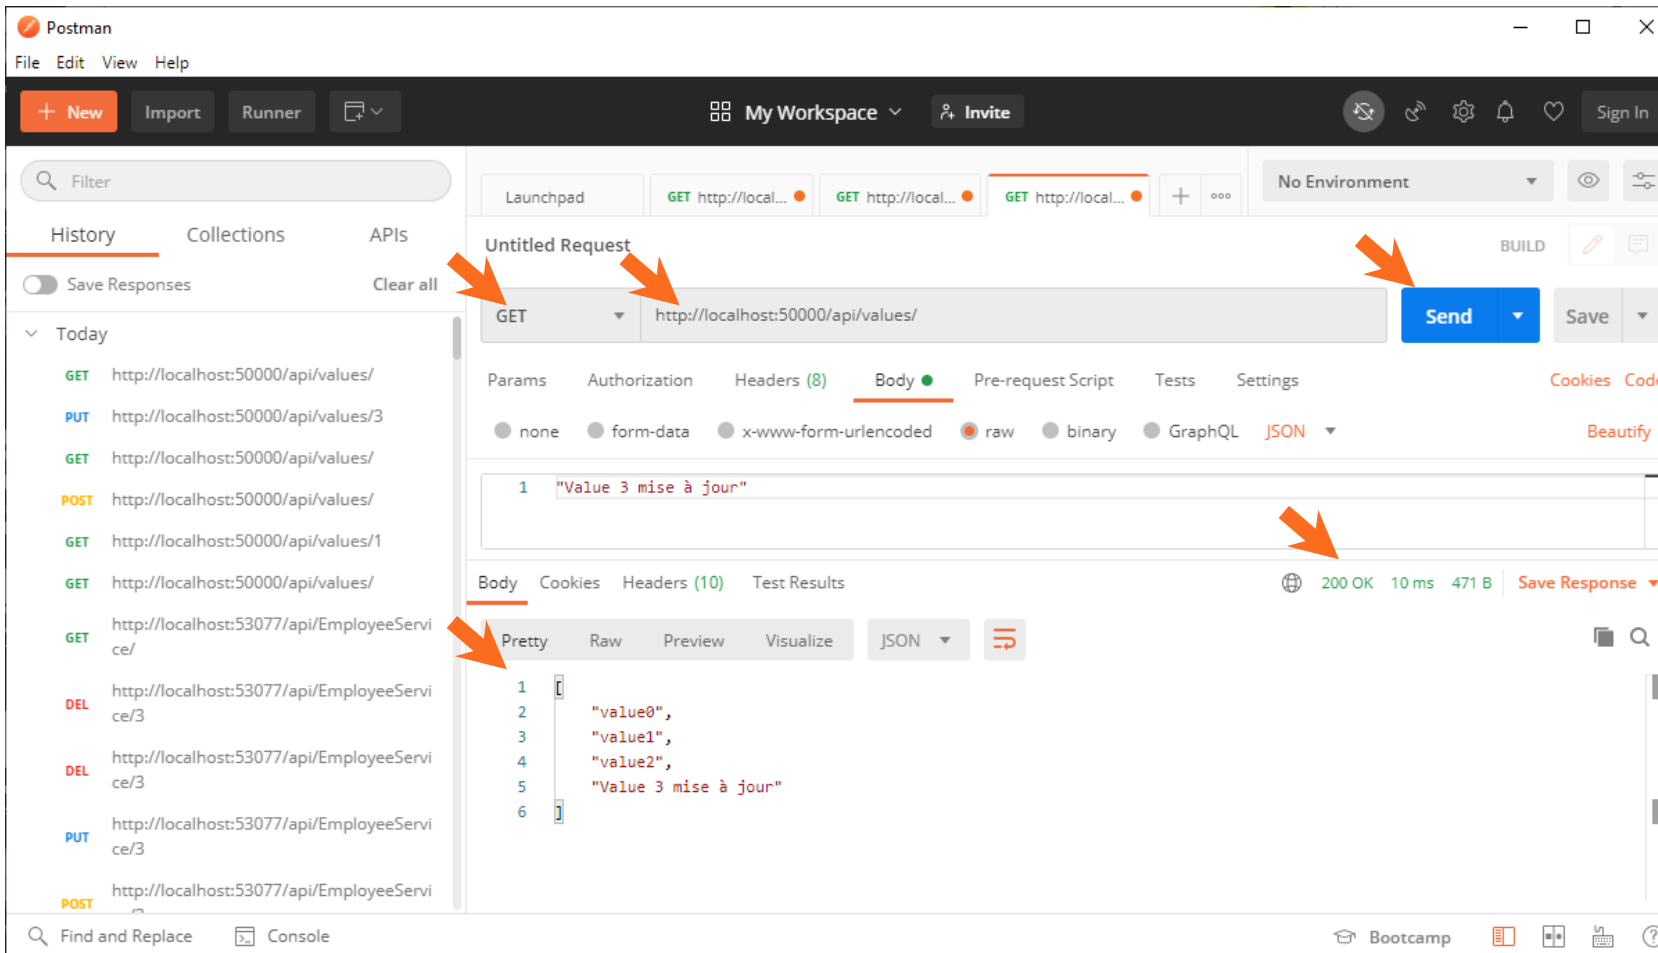 Postman
File Edit View Help
New Import Runner My Workspace Invite Sign In
Filter
History Collections APIs
Save Responses Clear all
Today
GET http://localhost:50000/api/values/
PUT http://localhost:50000/api/values/3
GET http://localhost:50000/api/values/
POST http://localhost:50000/api/values/
GET http://localhost:50000/api/values/1
GET http://localhost:50000/api/values/
GET http://localhost:53077/api/EmployeeServi
ce/
DEL http://localhost:53077/api/EmployeeServi
ce/3
DEL http://localhost:53077/api/EmployeeServi
ce/3
PUT http://localhost:53077/api/EmployeeServi
ce/3
POST http://localhost:53077/api/EmployeeServi
Launchpad GET http://local... GET http://local... GET http://local... No Environment
Untitled Request BUILD
GET http://localhost:50000/api/values/ Send Save
Params Authorization Headers (8) Body Pre-request Script Tests Settings Cookies Code
none form-data x-www-form-urlencoded raw binary GraphQL JSON Beautify
1 "Value 3 mise à jour"
Body Cookies Headers (10) Test Results 200 OK 10 ms 471 B Save Response
Pretty Raw Preview Visualize JSON
1 [
2 "value0",
3 "value1",
4 "value2",
5 "Value 3 mise à jour"
6 ]
Find and Replace Console Bootcamp